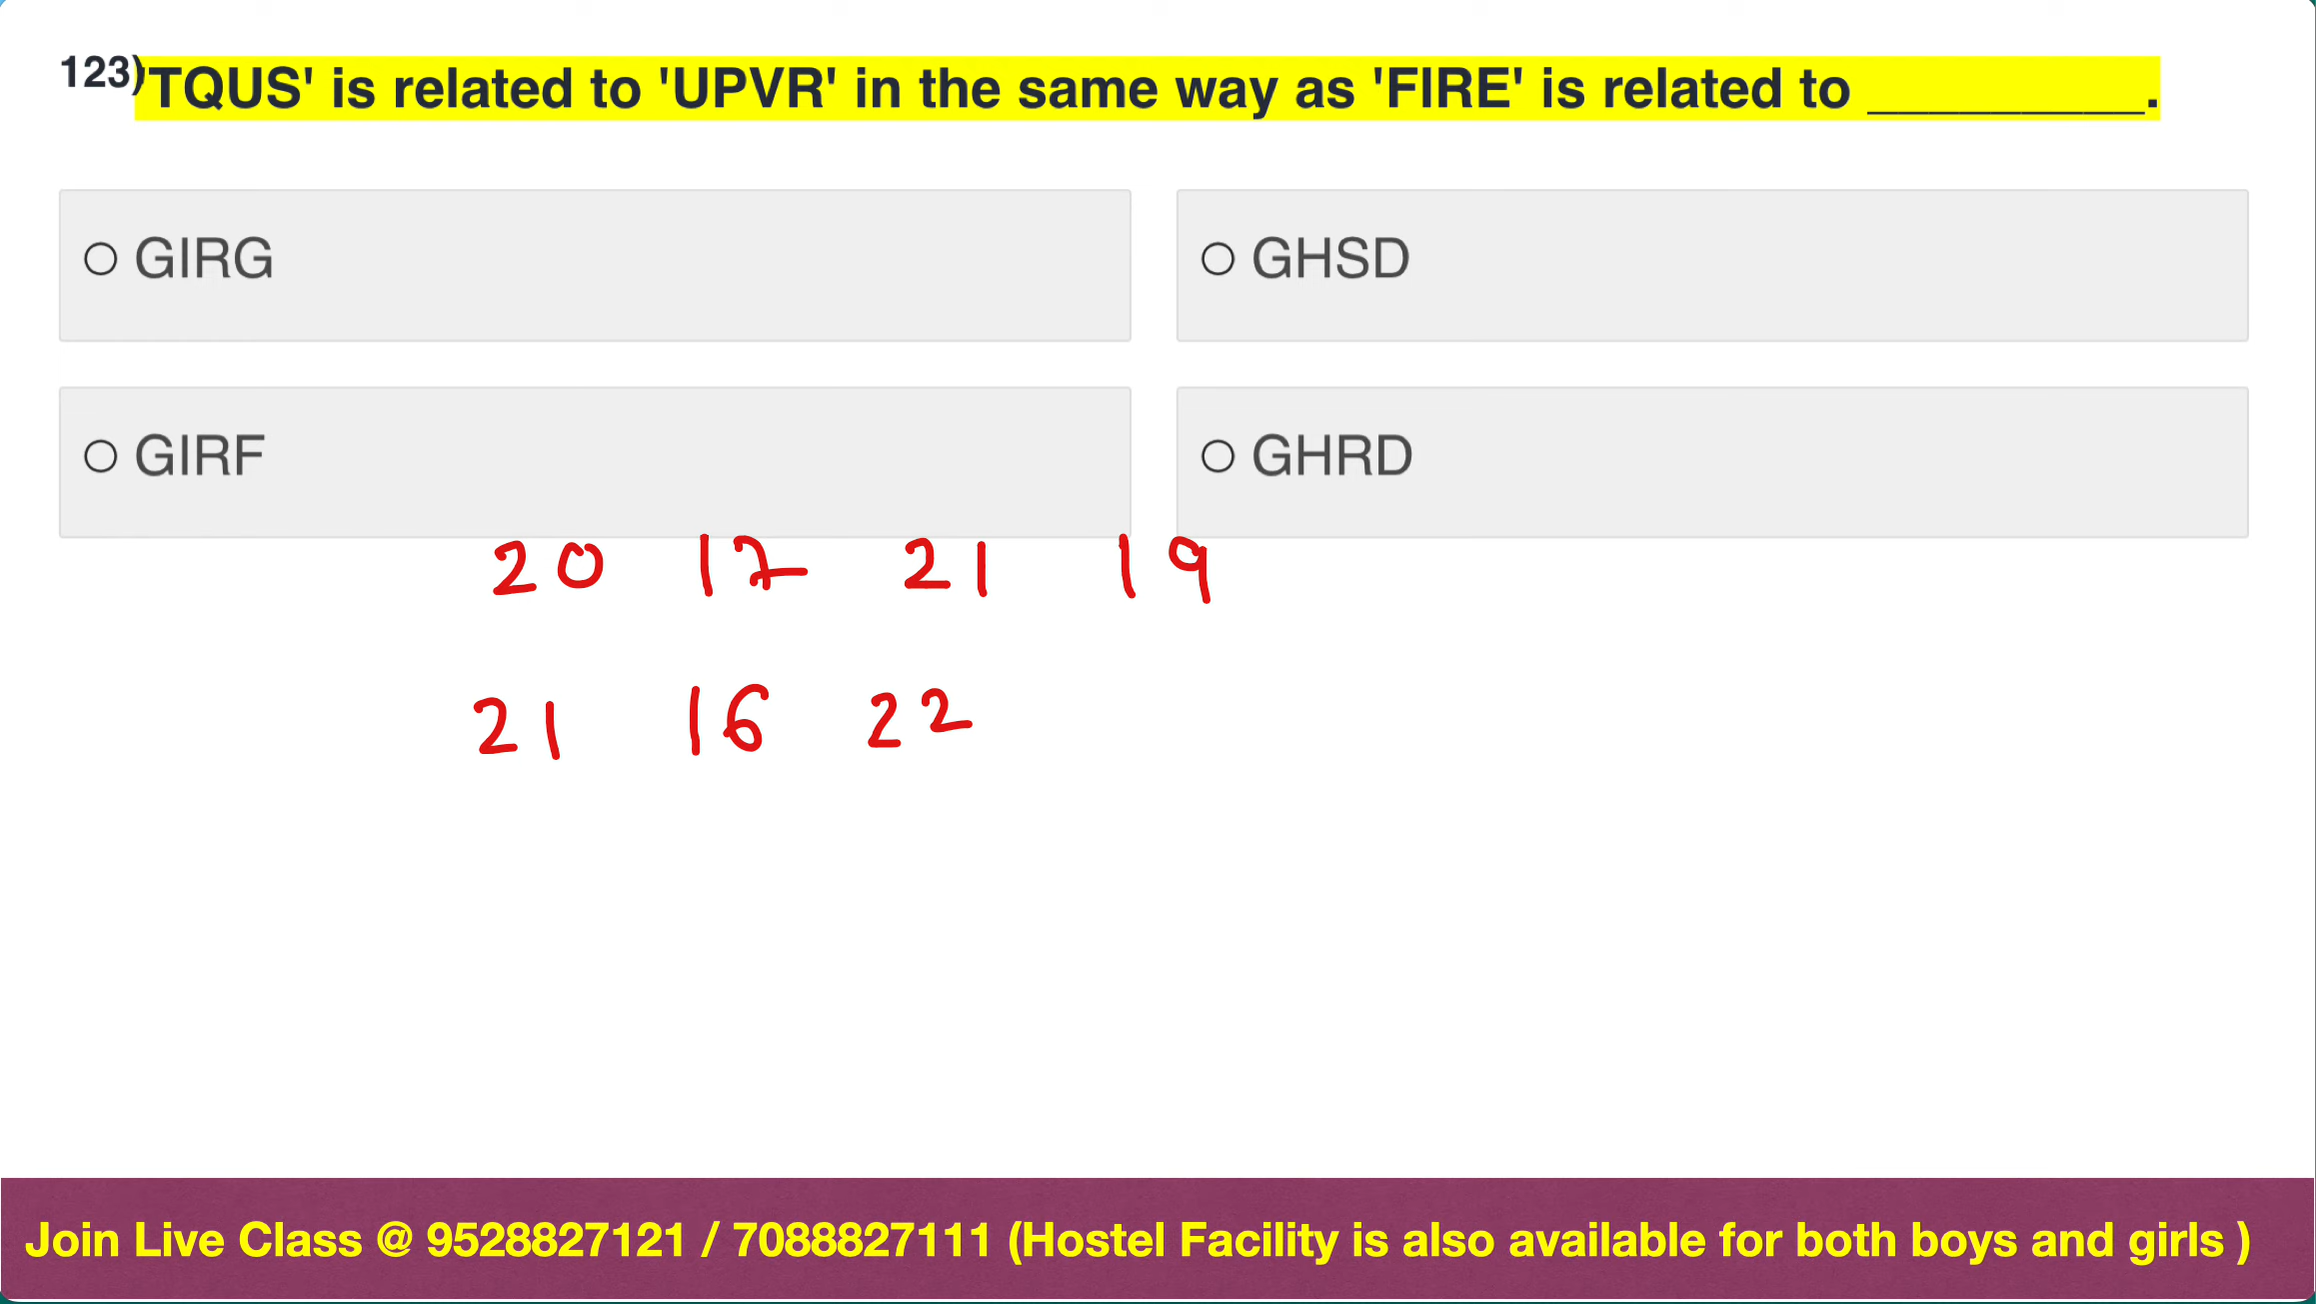 123)'TQUS' is related to 'UPVR' in the same way as 'FIRE' is related to _________.
GIRG
GHSD
GIRF
GHRD
20 17 21 19
21 16 22
Join Live Class @ 9528827121 / 7088827111 (Hostel Facility is also available for both boys and girls )